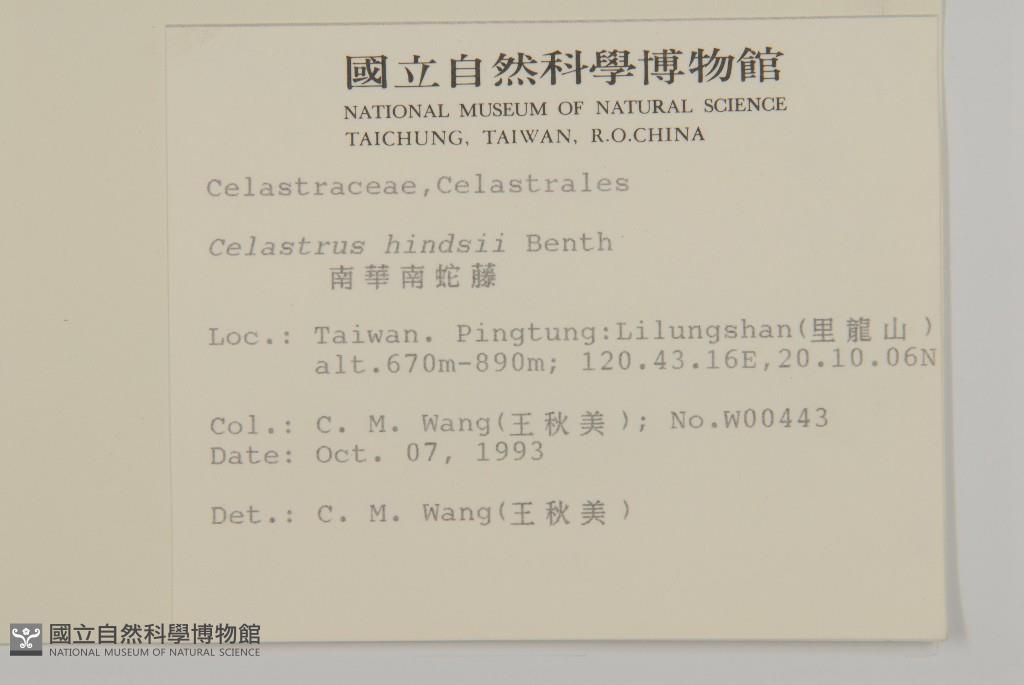 國立自然科學博物館
NATIONAL MUSEUM OF NATURAL SCIENCE
TAICHUNG, TAIWAN, R.O.CHINA
Celastraceae,Celastrales
Celastrus hindsii Benth
南華南蛇藤
Loc.: Taiwan. Pingtung:Lilungshan(里龍山)
alt.670m-890m; 120.43.16E,20.10.06N
Col.: C. M. Wang(王秋美); No.W00443
Date: Oct. 07, 1993
Det.: C. M. Wang(王秋美)
國立自然科學博物館
NATIONAL MUSEUM OF NATURAL SCIENCE